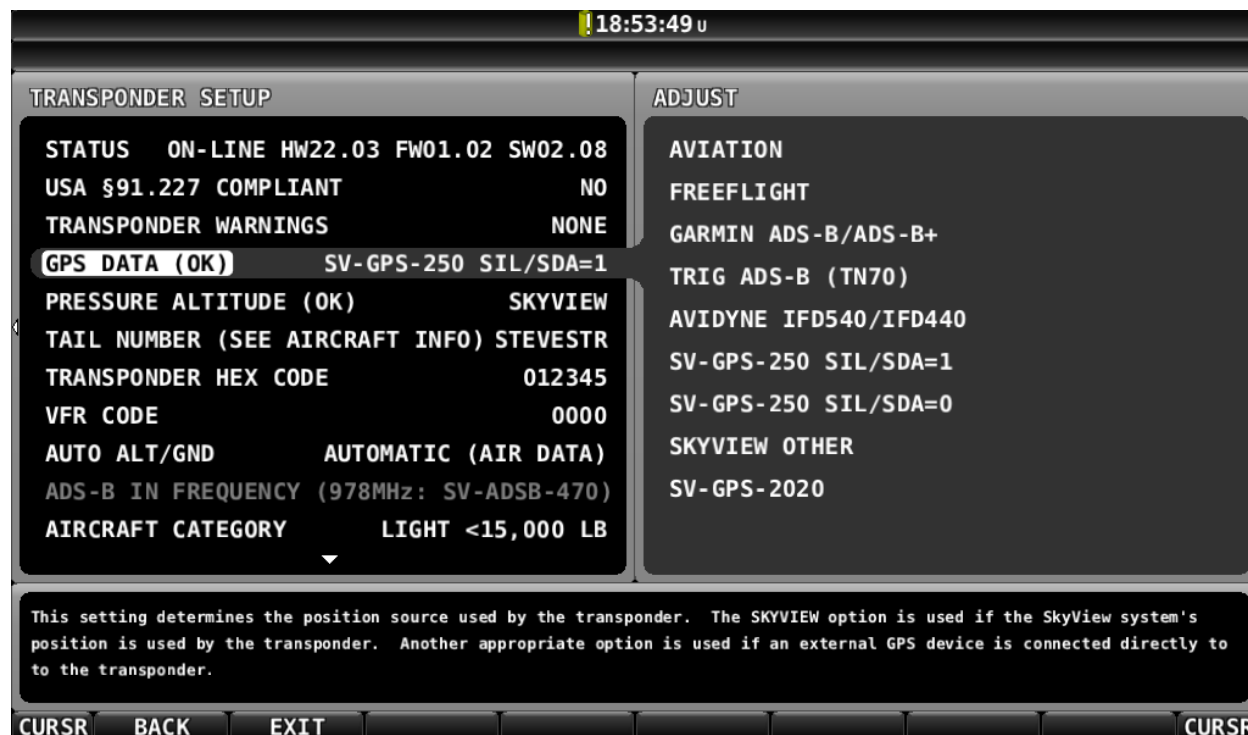 18:53:49 U
TRANSPONDER SETUP
STATUS ON-LINE HW22.03 FW01.02 SW02.08
USA §91.227 COMPLIANT NO
TRANSPONDER WARNINGS NONE
GPS DATA (OK) SV-GPS-250 SIL/SDA=1
PRESSURE ALTITUDE (OK) SKYVIEW
TAIL NUMBER (SEE AIRCRAFT INFO) STEVESTR
TRANSPONDER HEX CODE 012345
VFR CODE 0000
AUTO ALT/GND AUTOMATIC (AIR DATA)
ADS-B IN FREQUENCY (978MHz: SV-ADSB-470)
AIRCRAFT CATEGORY LIGHT <15,000 LB
ADJUST
AVIATION
FREEFLIGHT
GARMIN ADS-B/ADS-B+
TRIG ADS-B (TN70)
AVIDYNE IFD540/IFD440
SV-GPS-250 SIL/SDA=1
SV-GPS-250 SIL/SDA=0
SKYVIEW OTHER
SV-GPS-2020
This setting determines the position source used by the transponder. The SKYVIEW option is used if the SkyView system's
position is used by the transponder. Another appropriate option is used if an external GPS device is connected directly to
to the transponder.
CURSR BACK EXIT CURSR